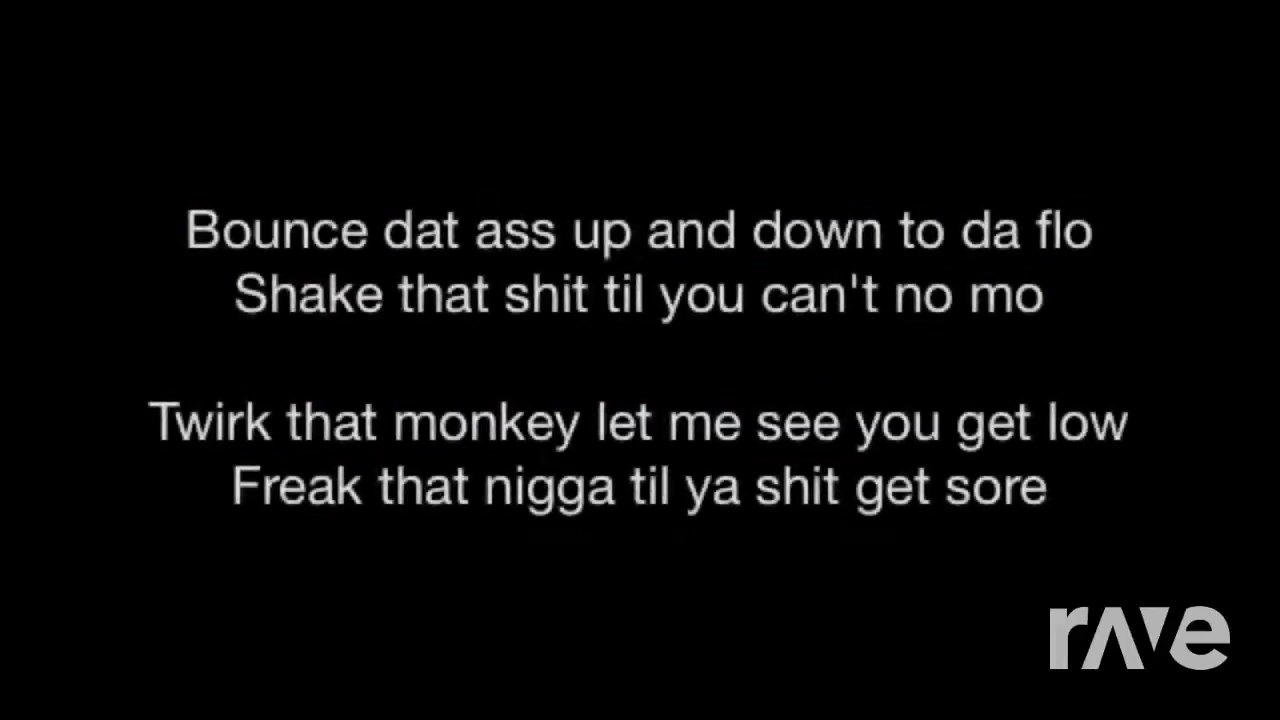 Bounce dat ass up and down to da flo
Shake that shit til you can't no mo
Twirk that monkey let me see you get low
Freak that nigga til ya shit get sore
rave